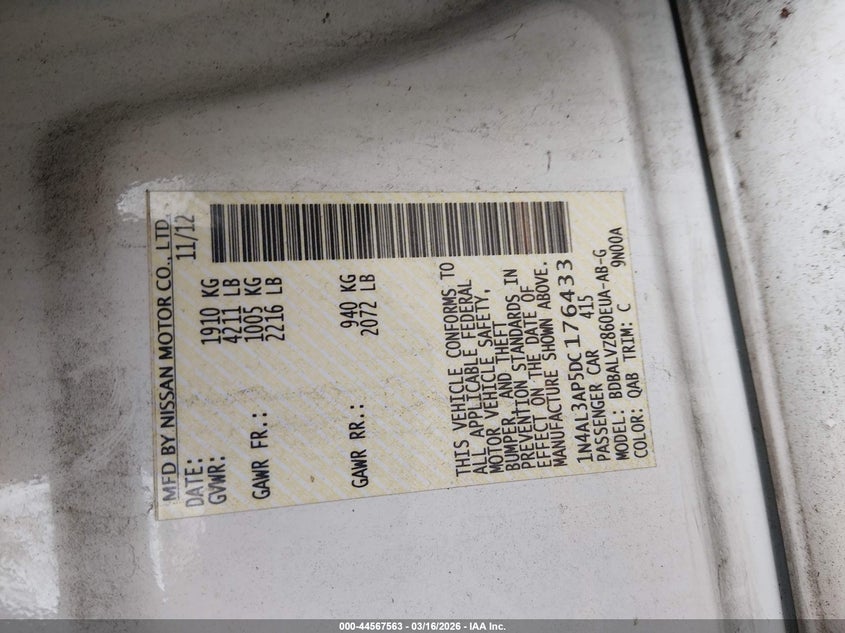 MFD BY NISSAN MOTOR CO., LTD.
DATE: 11/12
GVWR: 1910 KG
4211 LB
GAWR FR.: 1005 KG
2216 LB
GAWR RR.: 940 KG
2072 LB
THIS VEHICLE CONFORMS TO
ALL APPLICABLE FEDERAL
MOTOR VEHICLE SAFETY,
BUMPER, AND THEFT
PREVENTION STANDARDS IN
EFFECT ON THE DATE OF
MANUFACTURE SHOWN ABOVE.
1N4AL3AP5DC176433
PASSENGER CAR 415
MODEL: BDBALVZ860EUA-AB-G
COLOR: QAB TRIM: C 9N00A
000-44567563 - 03/16/2026 - IAA Inc.